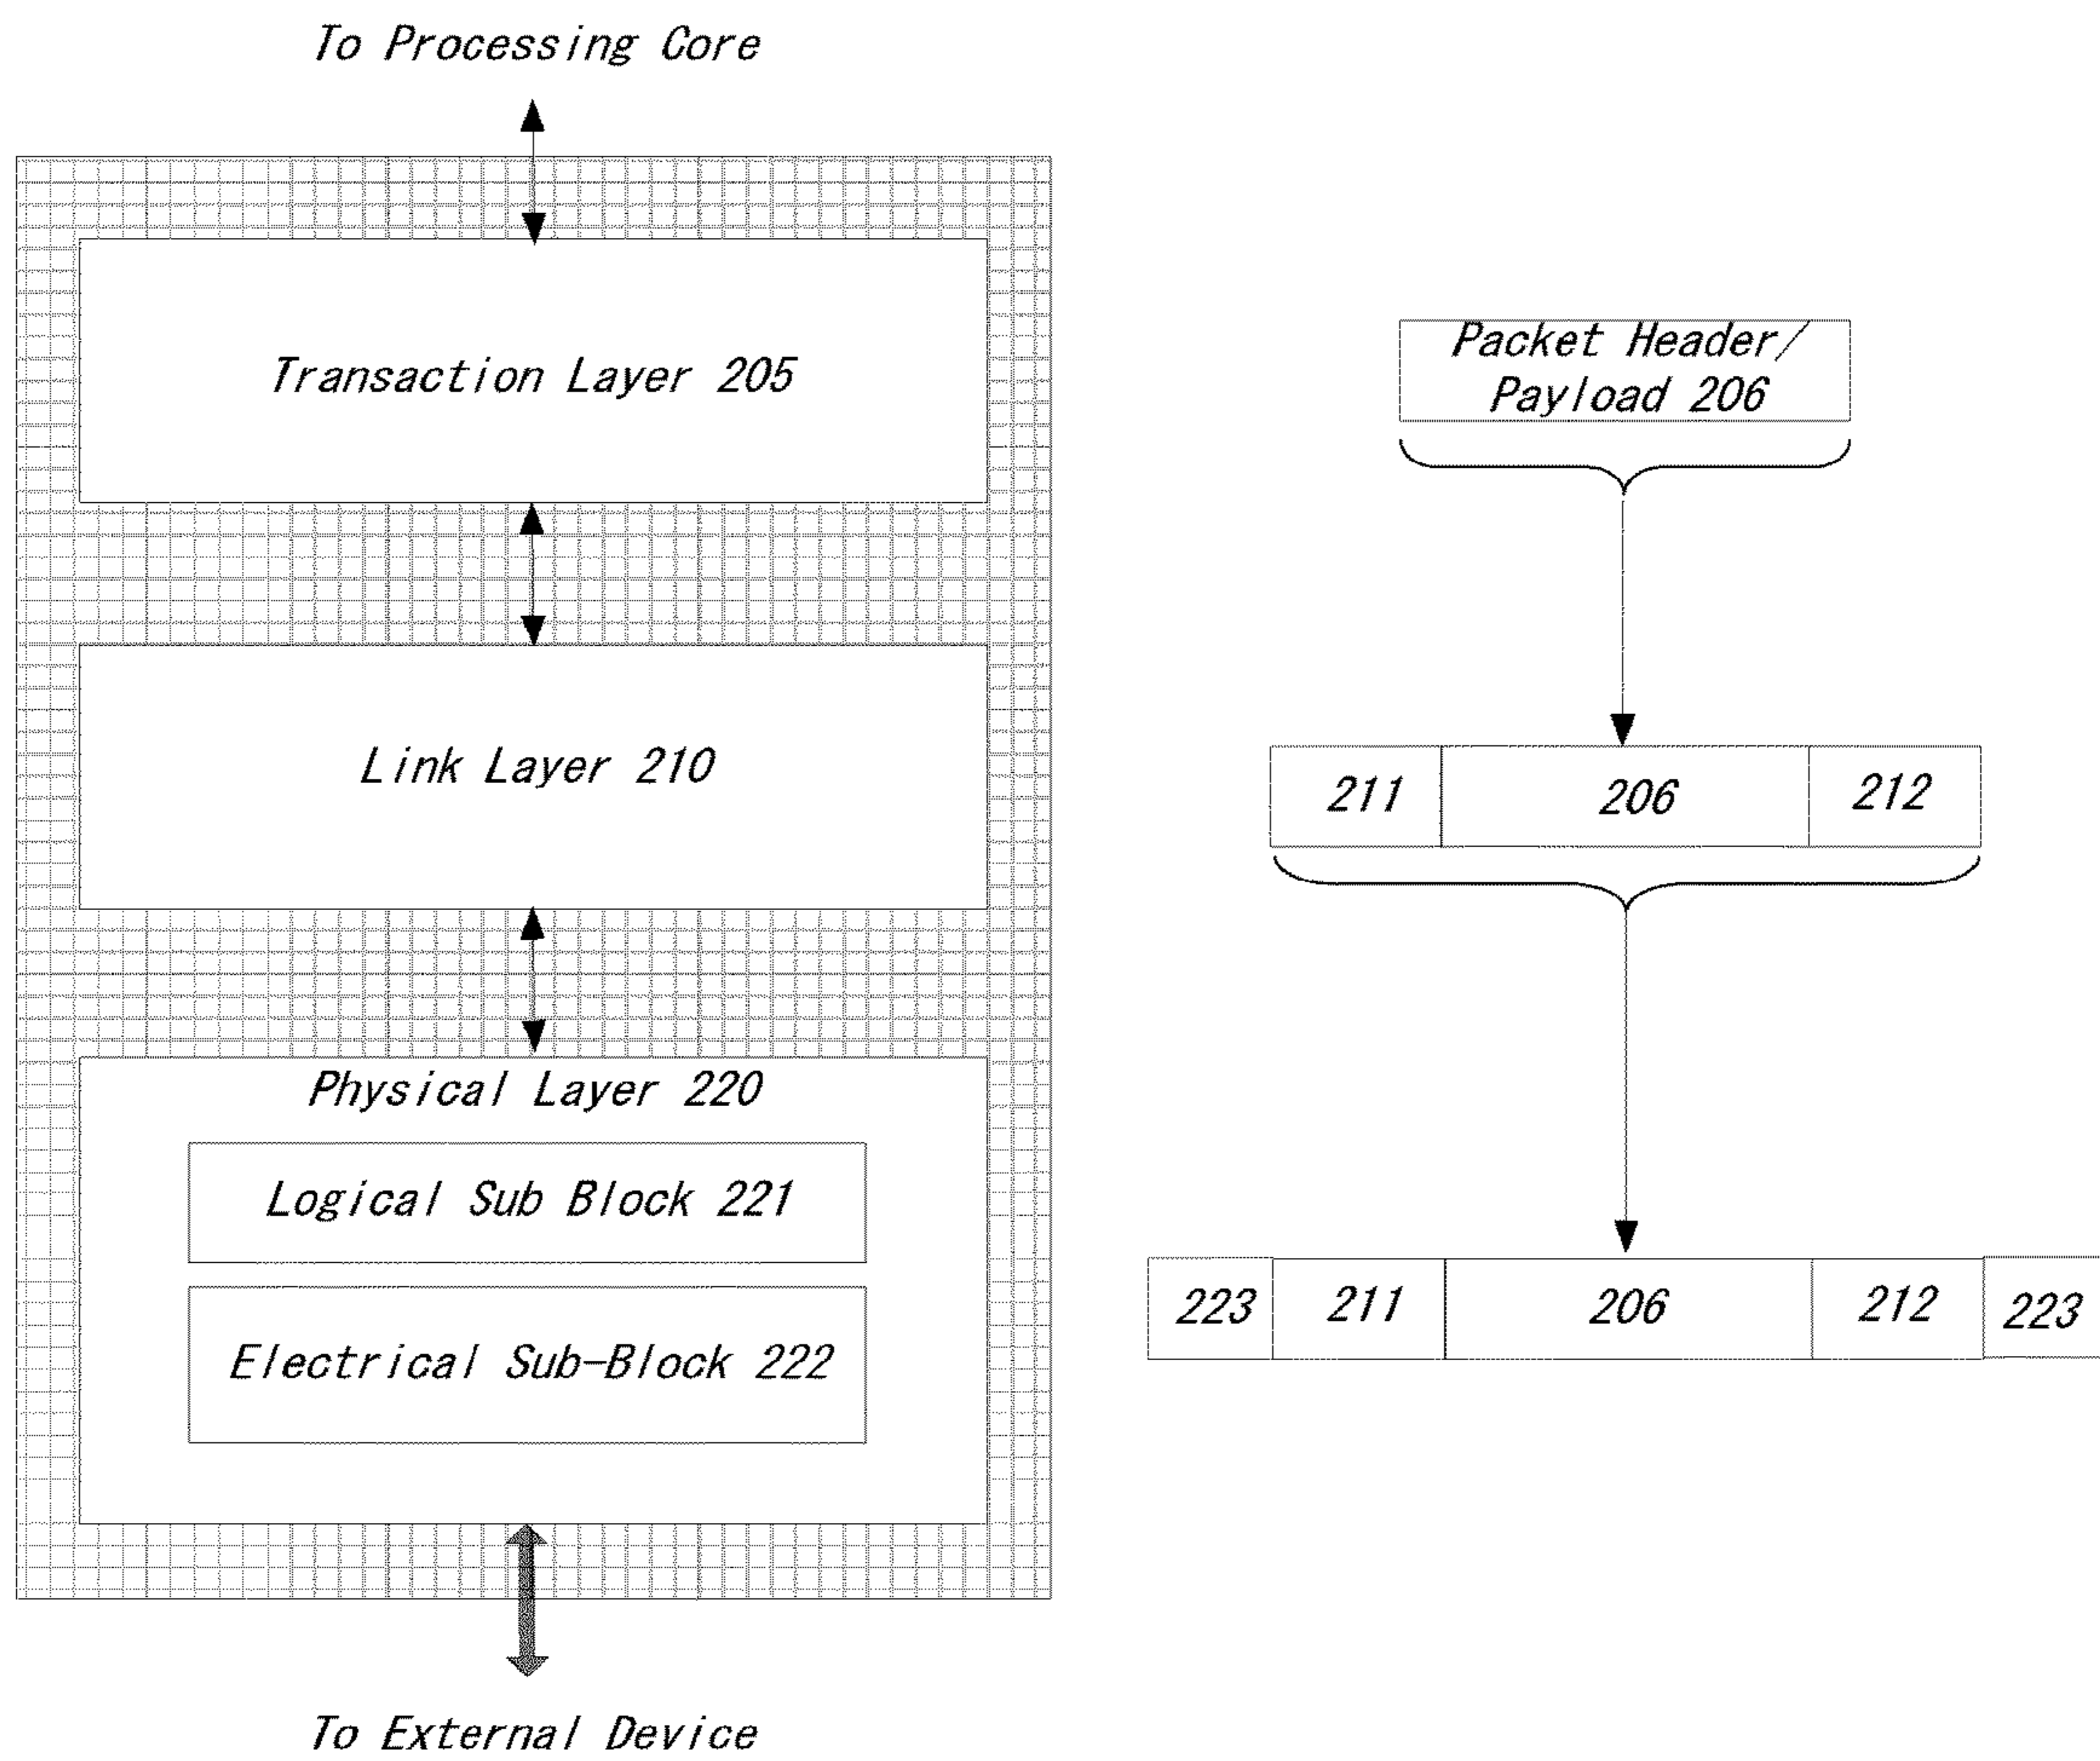 To Processing Core
Transaction Layer 205
Link Layer 210
Physical Layer 220
Logical Sub Block 221
Electrical Sub-Block 222
To External Device
Packet Header/
Payload 206
211 206 212
223 211 206 212 223